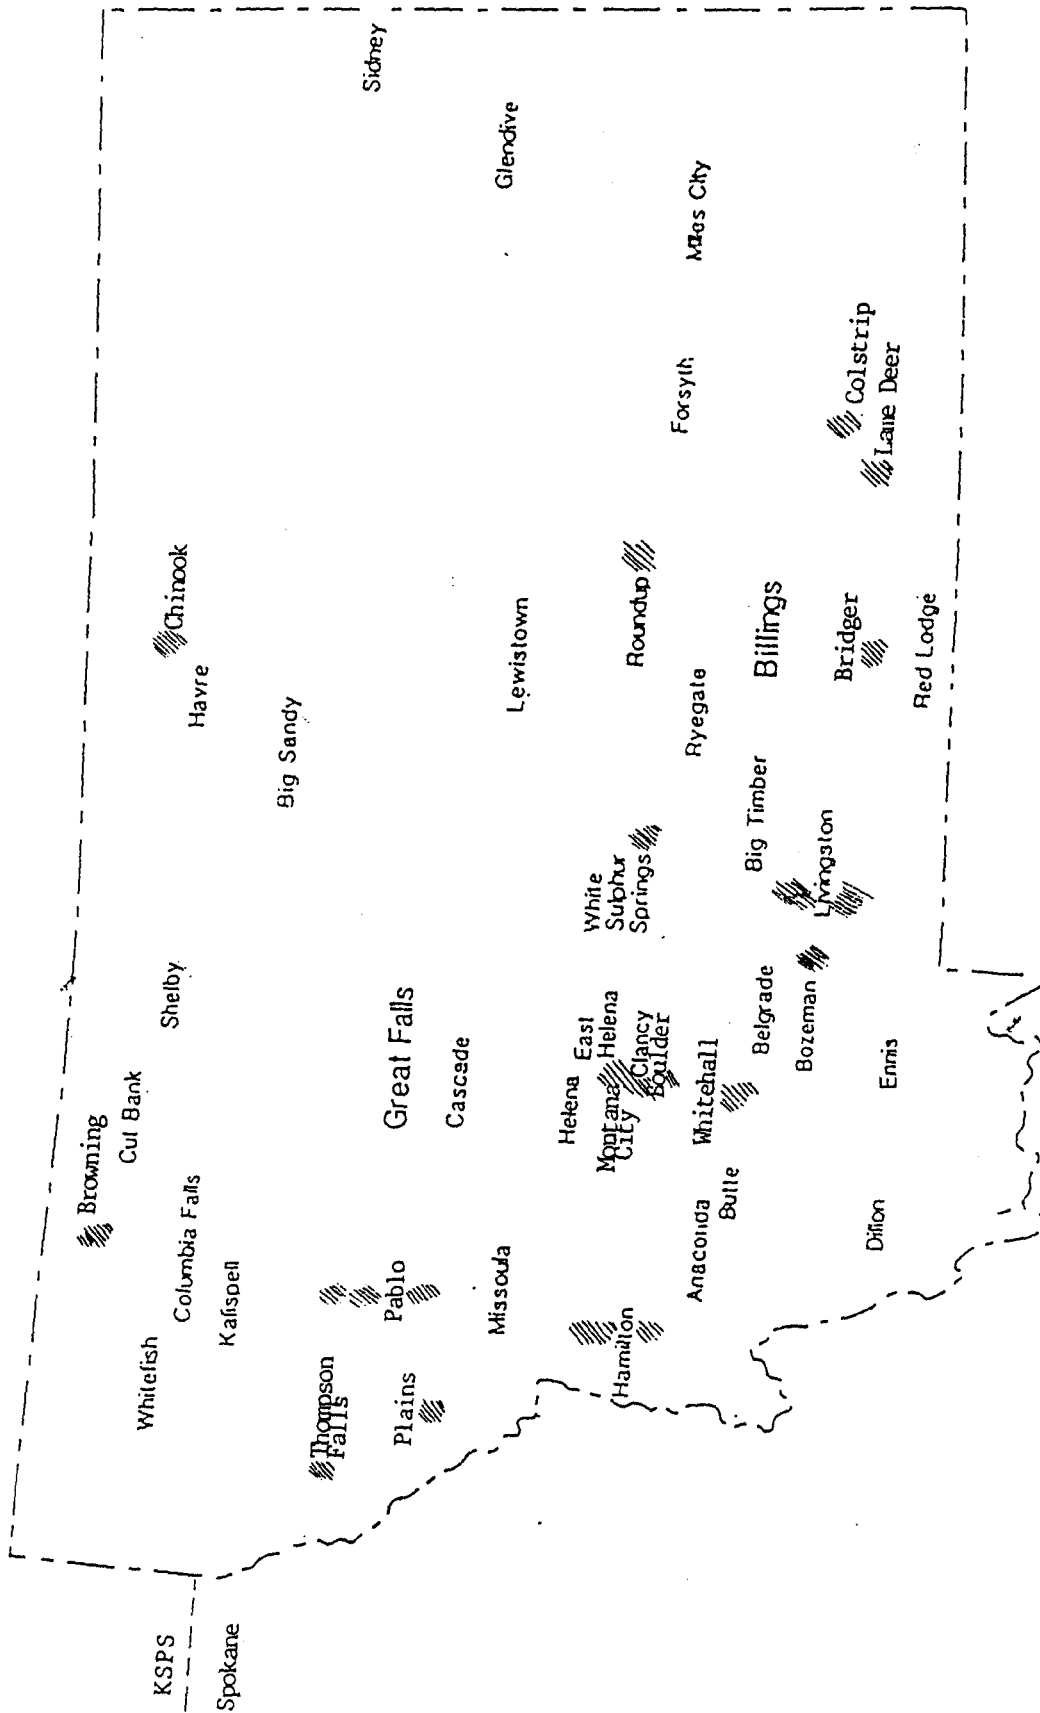 KSPS
Spokane
Whitefish
Columbia Falls
Kalispell
Browning
Cut Bank
Shelby
Havre
Chinook
Big Sandy
Sidney
Thompson
Falls
Plains
Pablo
Great Falls
Cascade
Missoula
Lewistown
Glendive
Helena
East
Helena
Montana
City
Clancy
Boulder
White
Sulphur
Springs
Roundup
Hamilton
Anaconda
Butte
Whitehall
Ryegate
Forsyth
Miles City
Belgrade
Bozeman
Big Timber
Livingston
Billings
Bridger
Colstrip
Lame Deer
Dillon
Ennis
Red Lodge